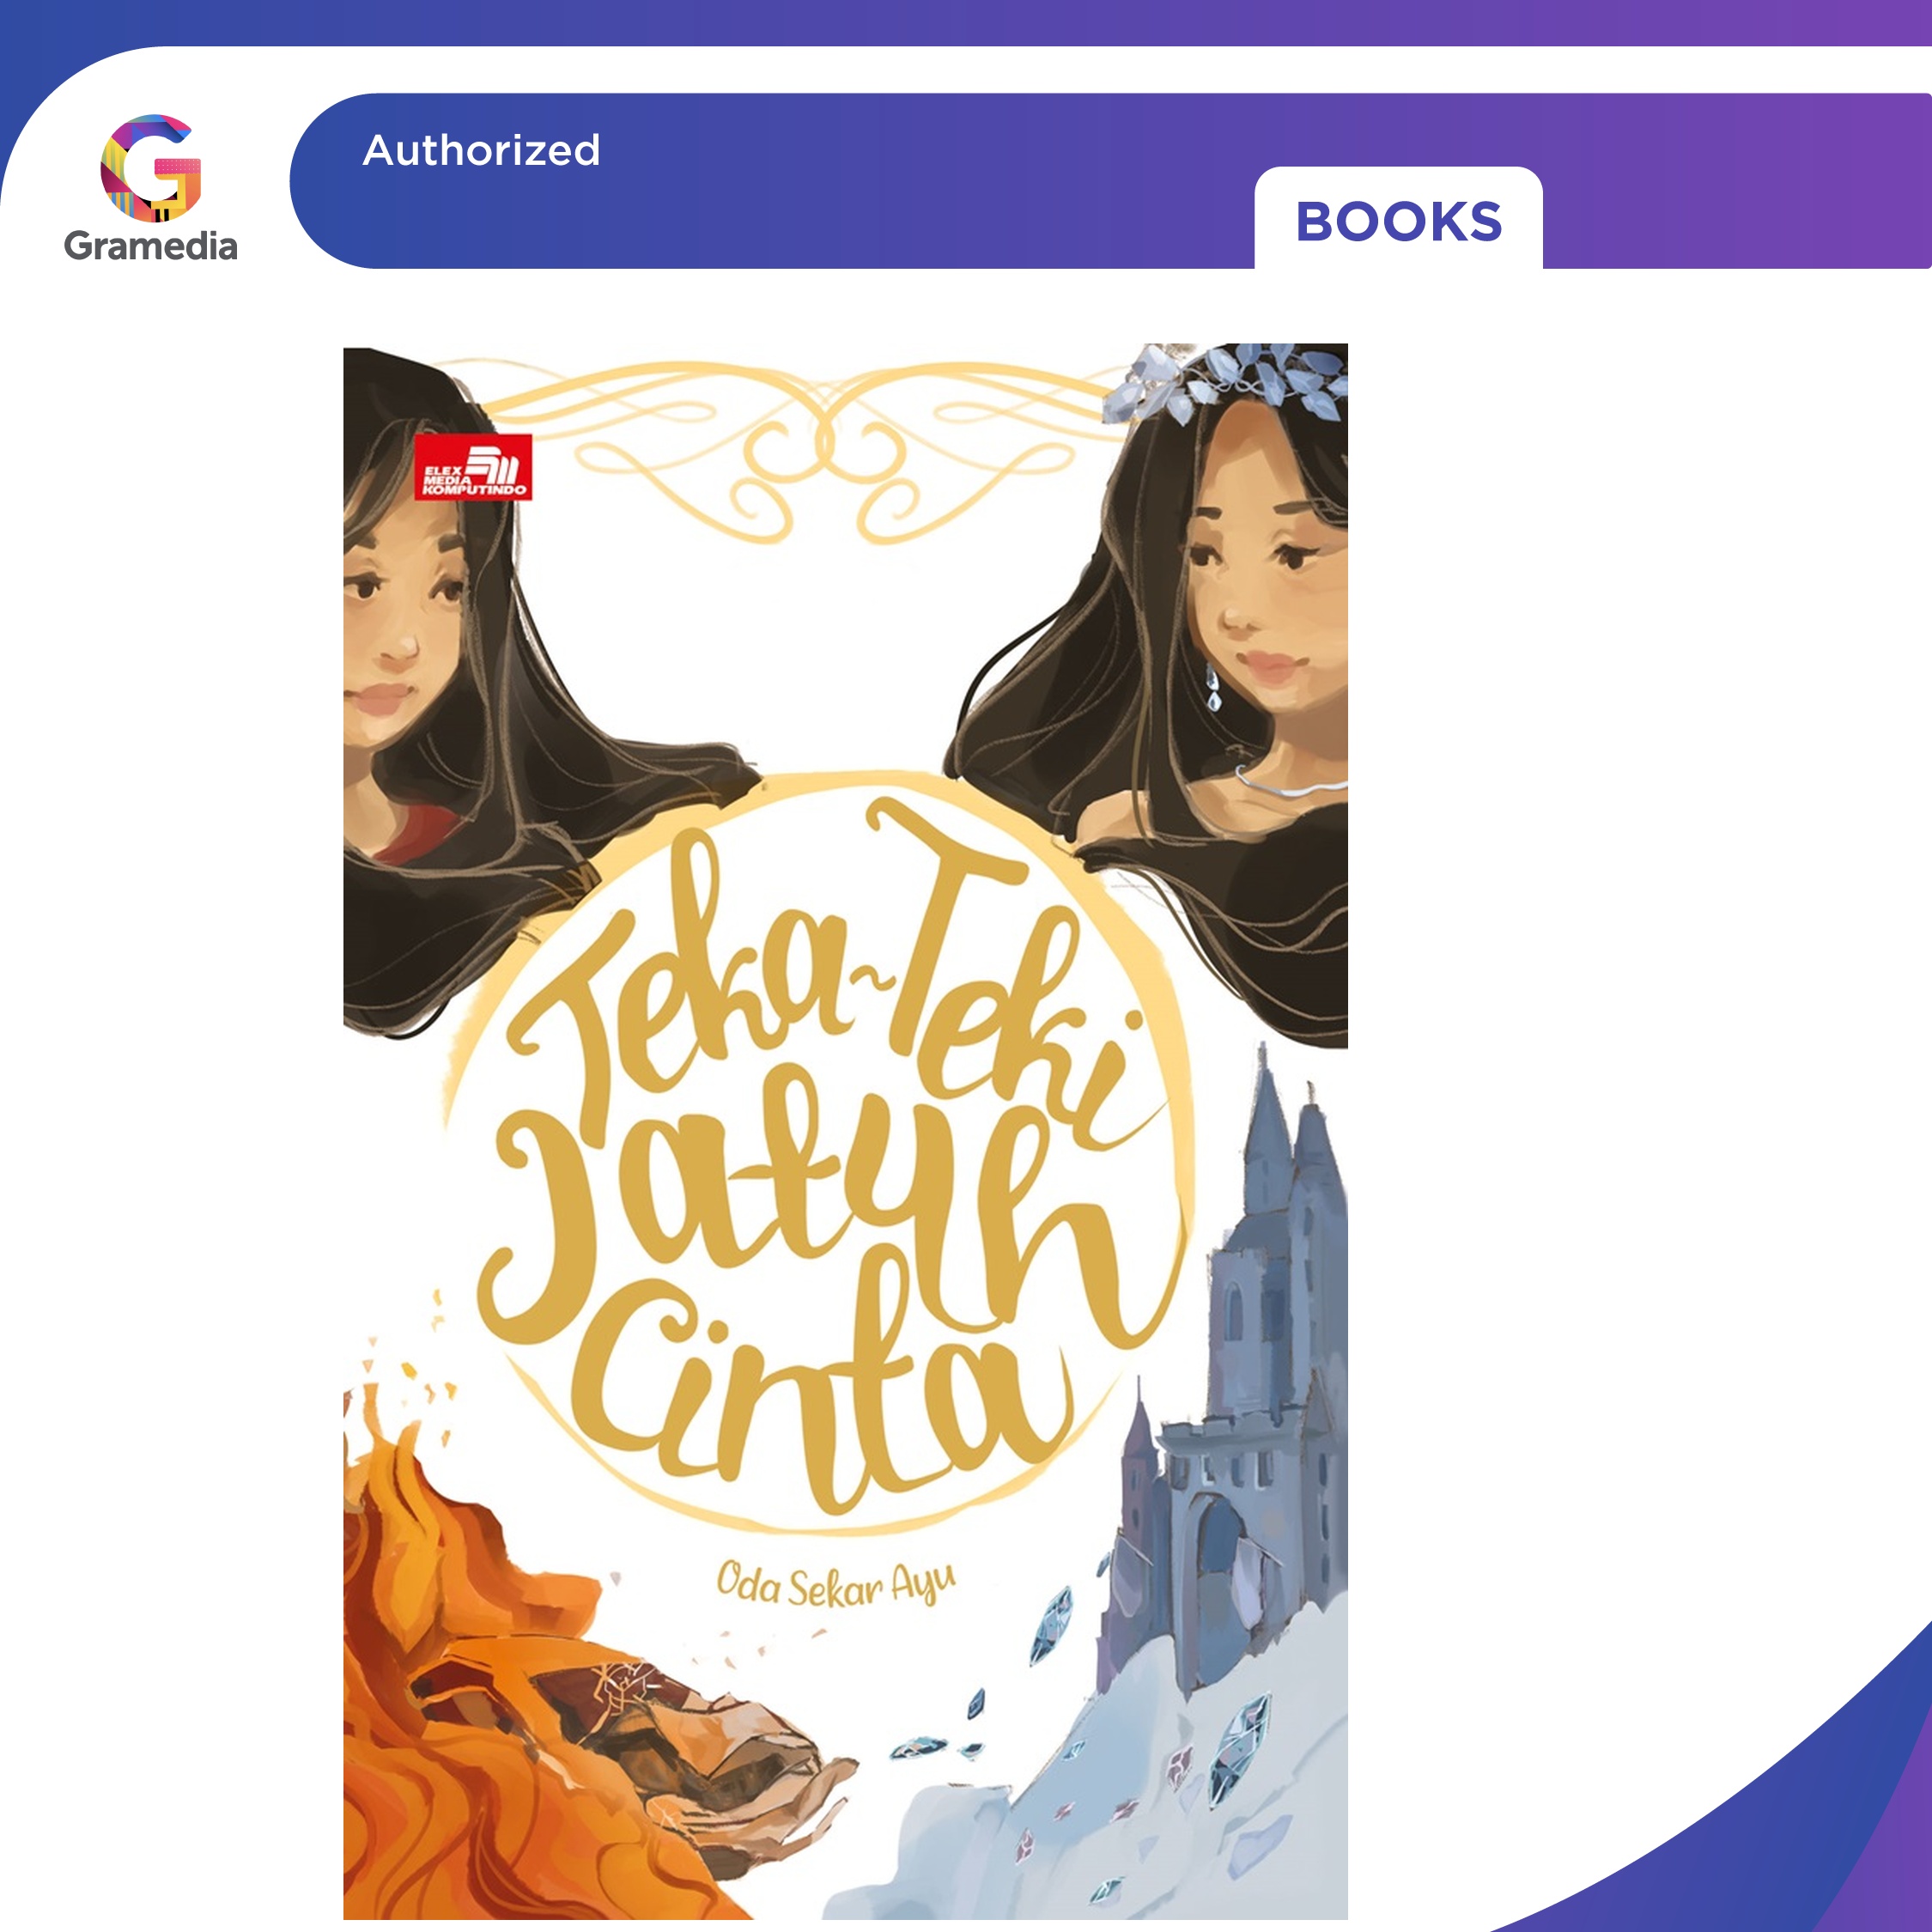 Authorized
BOOKS
Gramedia
ELEX
MEDIA
KOMPUTINDO
Teka~Teki
Jatuh
Cinta
Oda Sekar Ayu